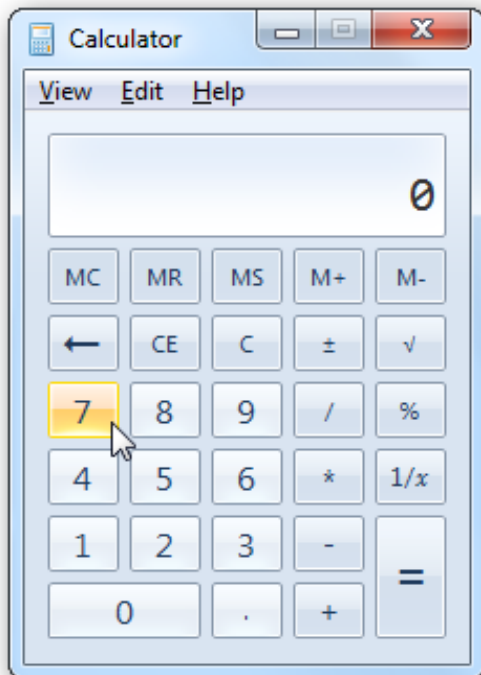 Calculator
View Edit Help
0
MC MR MS M+ M-
← CE C ± √
7 8 9 / %
4 5 6 * 1/x
1 2 3 - =
0 . +